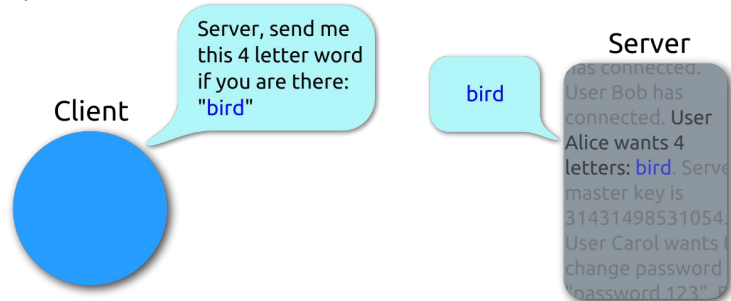 Client
Server, send me
this 4 letter word
if you are there:
"bird"
bird
Server
has connected.
User Bob has
connected. User
Alice wants 4
letters: bird. Serve
master key is
31431498531054.
User Carol wants t
change password
"password 123".